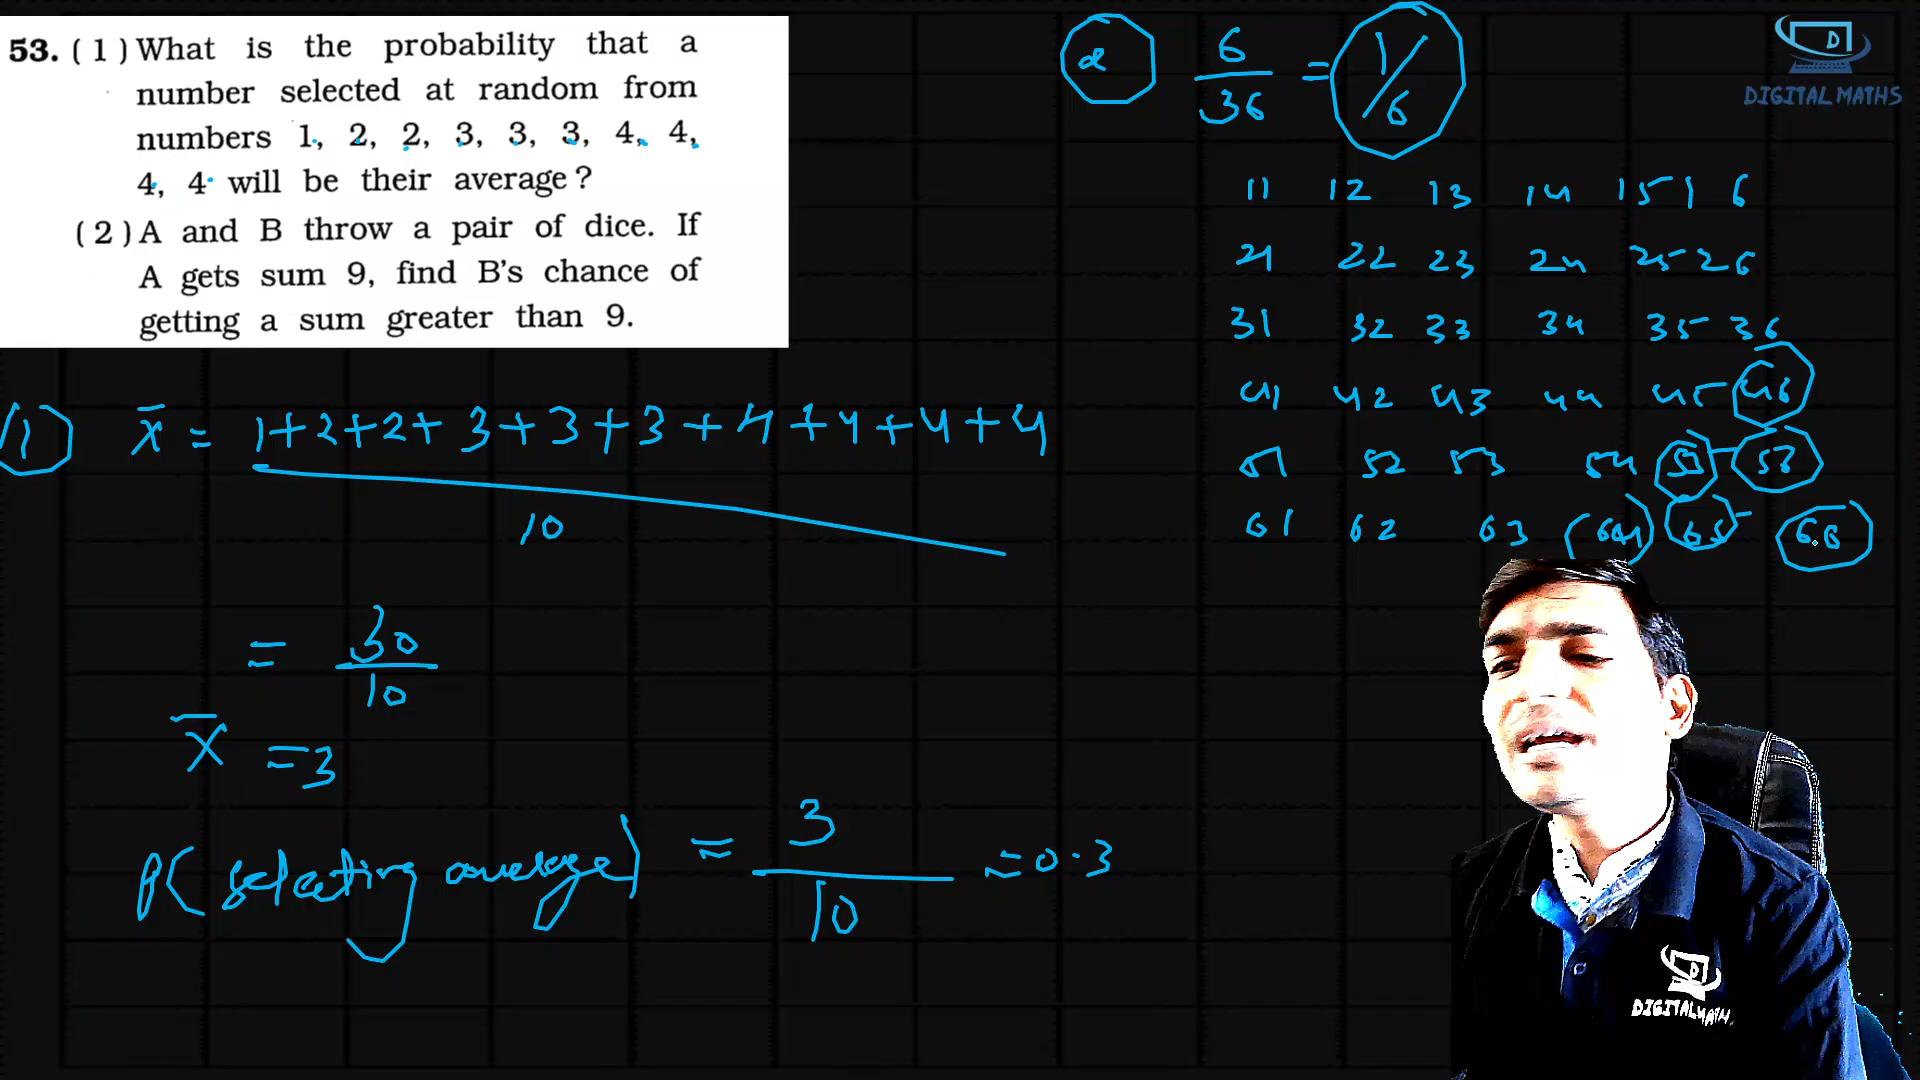 53. (1) What is the probability that a
number selected at random from
numbers 1, 2, 2, 3, 3, 3, 4, 4,
4, 4 will be their average?
(2) A and B throw a pair of dice. If
A gets sum 9, find B's chance of
getting a sum greater than 9.
(1) x̄ = 1+2+2+3+3+3+4+4+4+4
10
= 30
10
x̄ = 3
P(selecting average) = 3 = 0.3
10
2 6 = 1/6
36
11 12 13 14 15 16
21 22 23 24 25 26
31 32 33 34 35 36
41 42 43 44 45 46
51 52 53 54 55 56
61 62 63 64 65 66
D
DIGITAL MATHS
D
DIGITALMATH